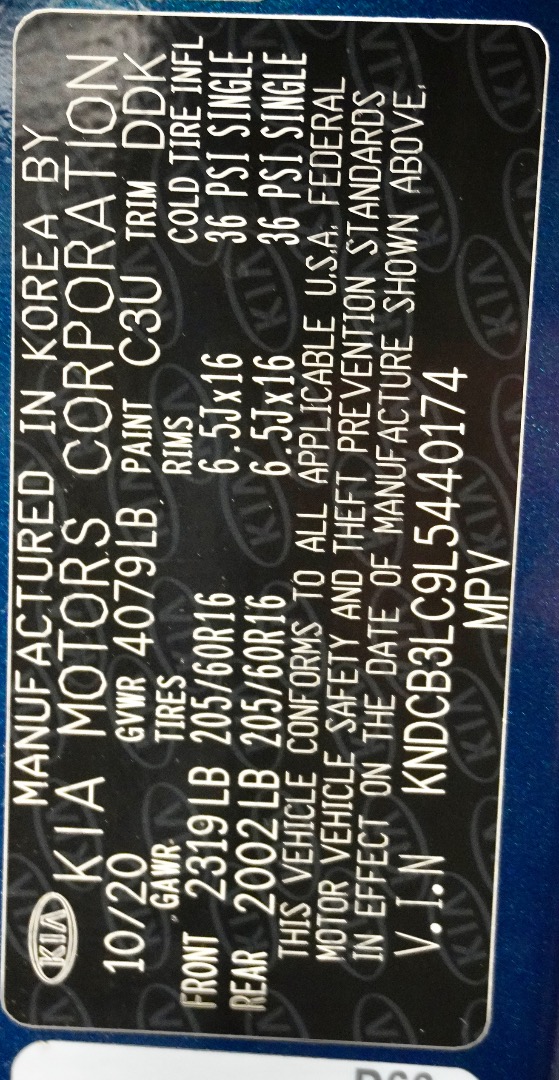 MANUFACTURED IN KOREA BY
KIA KIA MOTORS CORPORATION
10/20 GVWR 4079LB PAINT C3U TRIM DDK
GAWR TIRES RIMS COLD TIRE INFL
FRONT 2319LB 205/60R16 6.5Jx16 36 PSI SINGLE
REAR 2002LB 205/60R16 6.5Jx16 36 PSI SINGLE
THIS VEHICLE CONFORMS TO ALL APPLICABLE U.S.A. FEDERAL
MOTOR VEHICLE SAFETY AND THEFT PREVENTION STANDARDS
IN EFFECT ON THE DATE OF MANUFACTURE SHOWN ABOVE.
V.I.N KNDCB3LC9L5440174
MPV